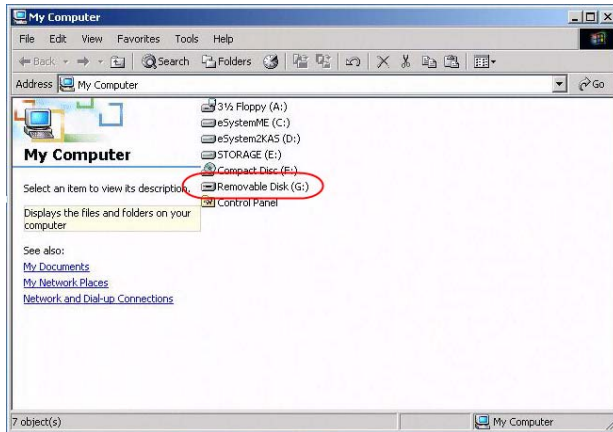 My Computer
File Edit View Favorites Tools Help
Back Search Folders
Address My Computer Go
3½ Floppy (A:)
eSystemME (C:)
eSystem2KAS (D:)
STORAGE (E:)
Compact Disc (F:)
Removable Disk (G:)
Control Panel
My Computer
Select an item to view its description.
Displays the files and folders on your
computer
See also:
My Documents
My Network Places
Network and Dial-up Connections
7 object(s) My Computer